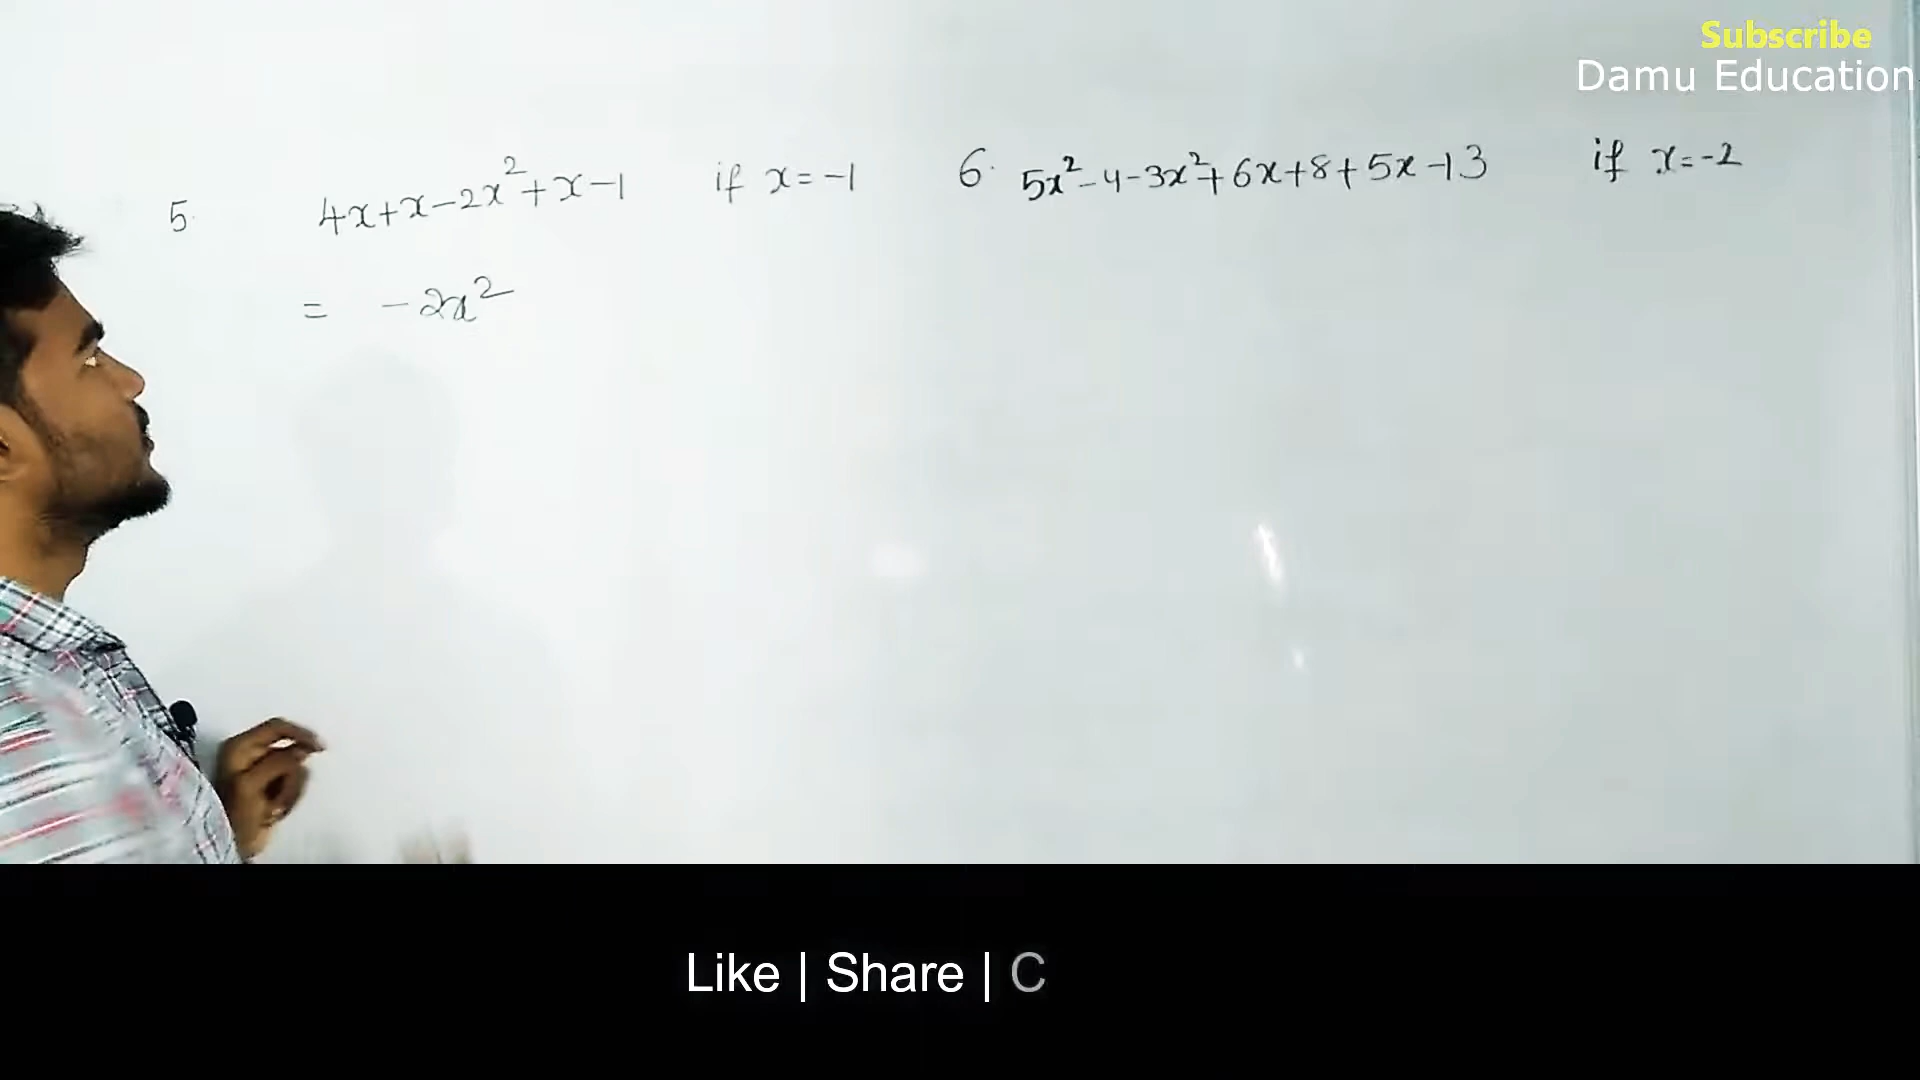 Subscribe
Damu Education
5. 4x+x-2x²+x-1 if x=-1
6. 5x²-4-3x²+6x+8+5x-13 if x=-2
= -2x²
Like | Share | C